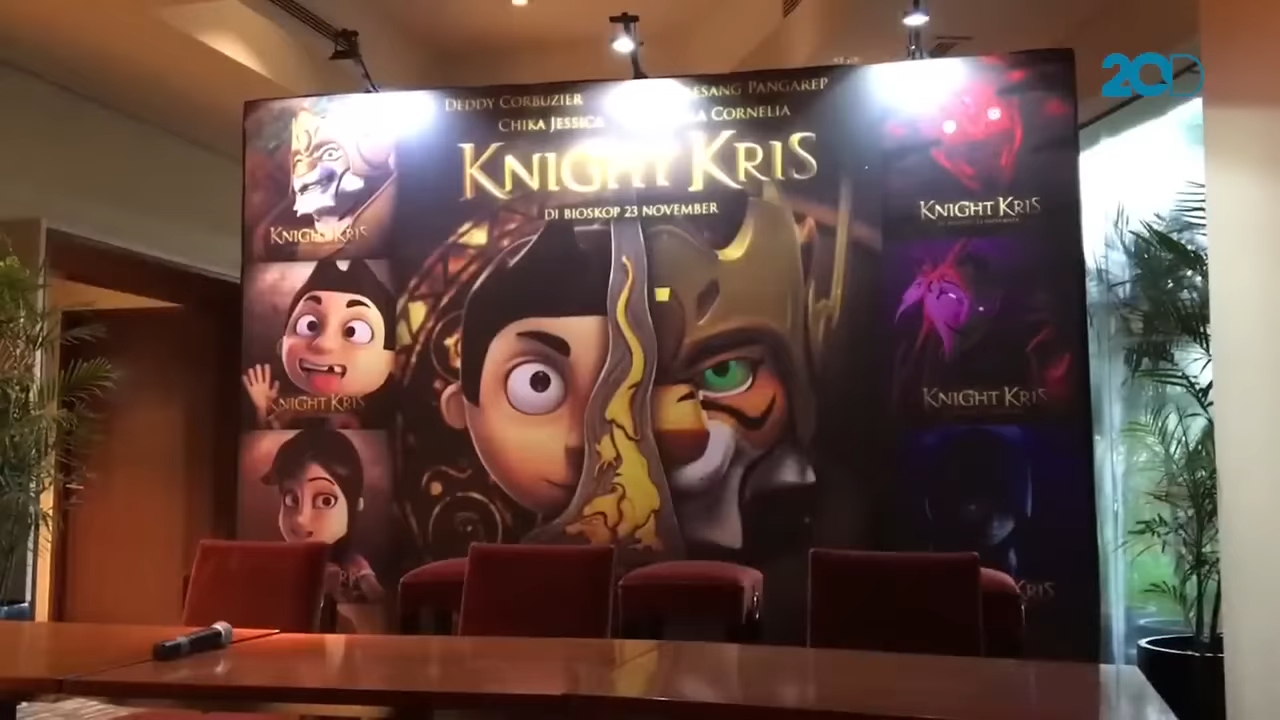 20D
DEDDY CORBUZIER
ESANG PANGAREP
CHIKA JESSICA
CORNELIA
KNIGHT KRIS
DI BIOSKOP 23 NOVEMBER
KNIGHT KRIS
KNIGHT KRIS
KNIGHT KRIS
KNIGHT KRIS
KRIS